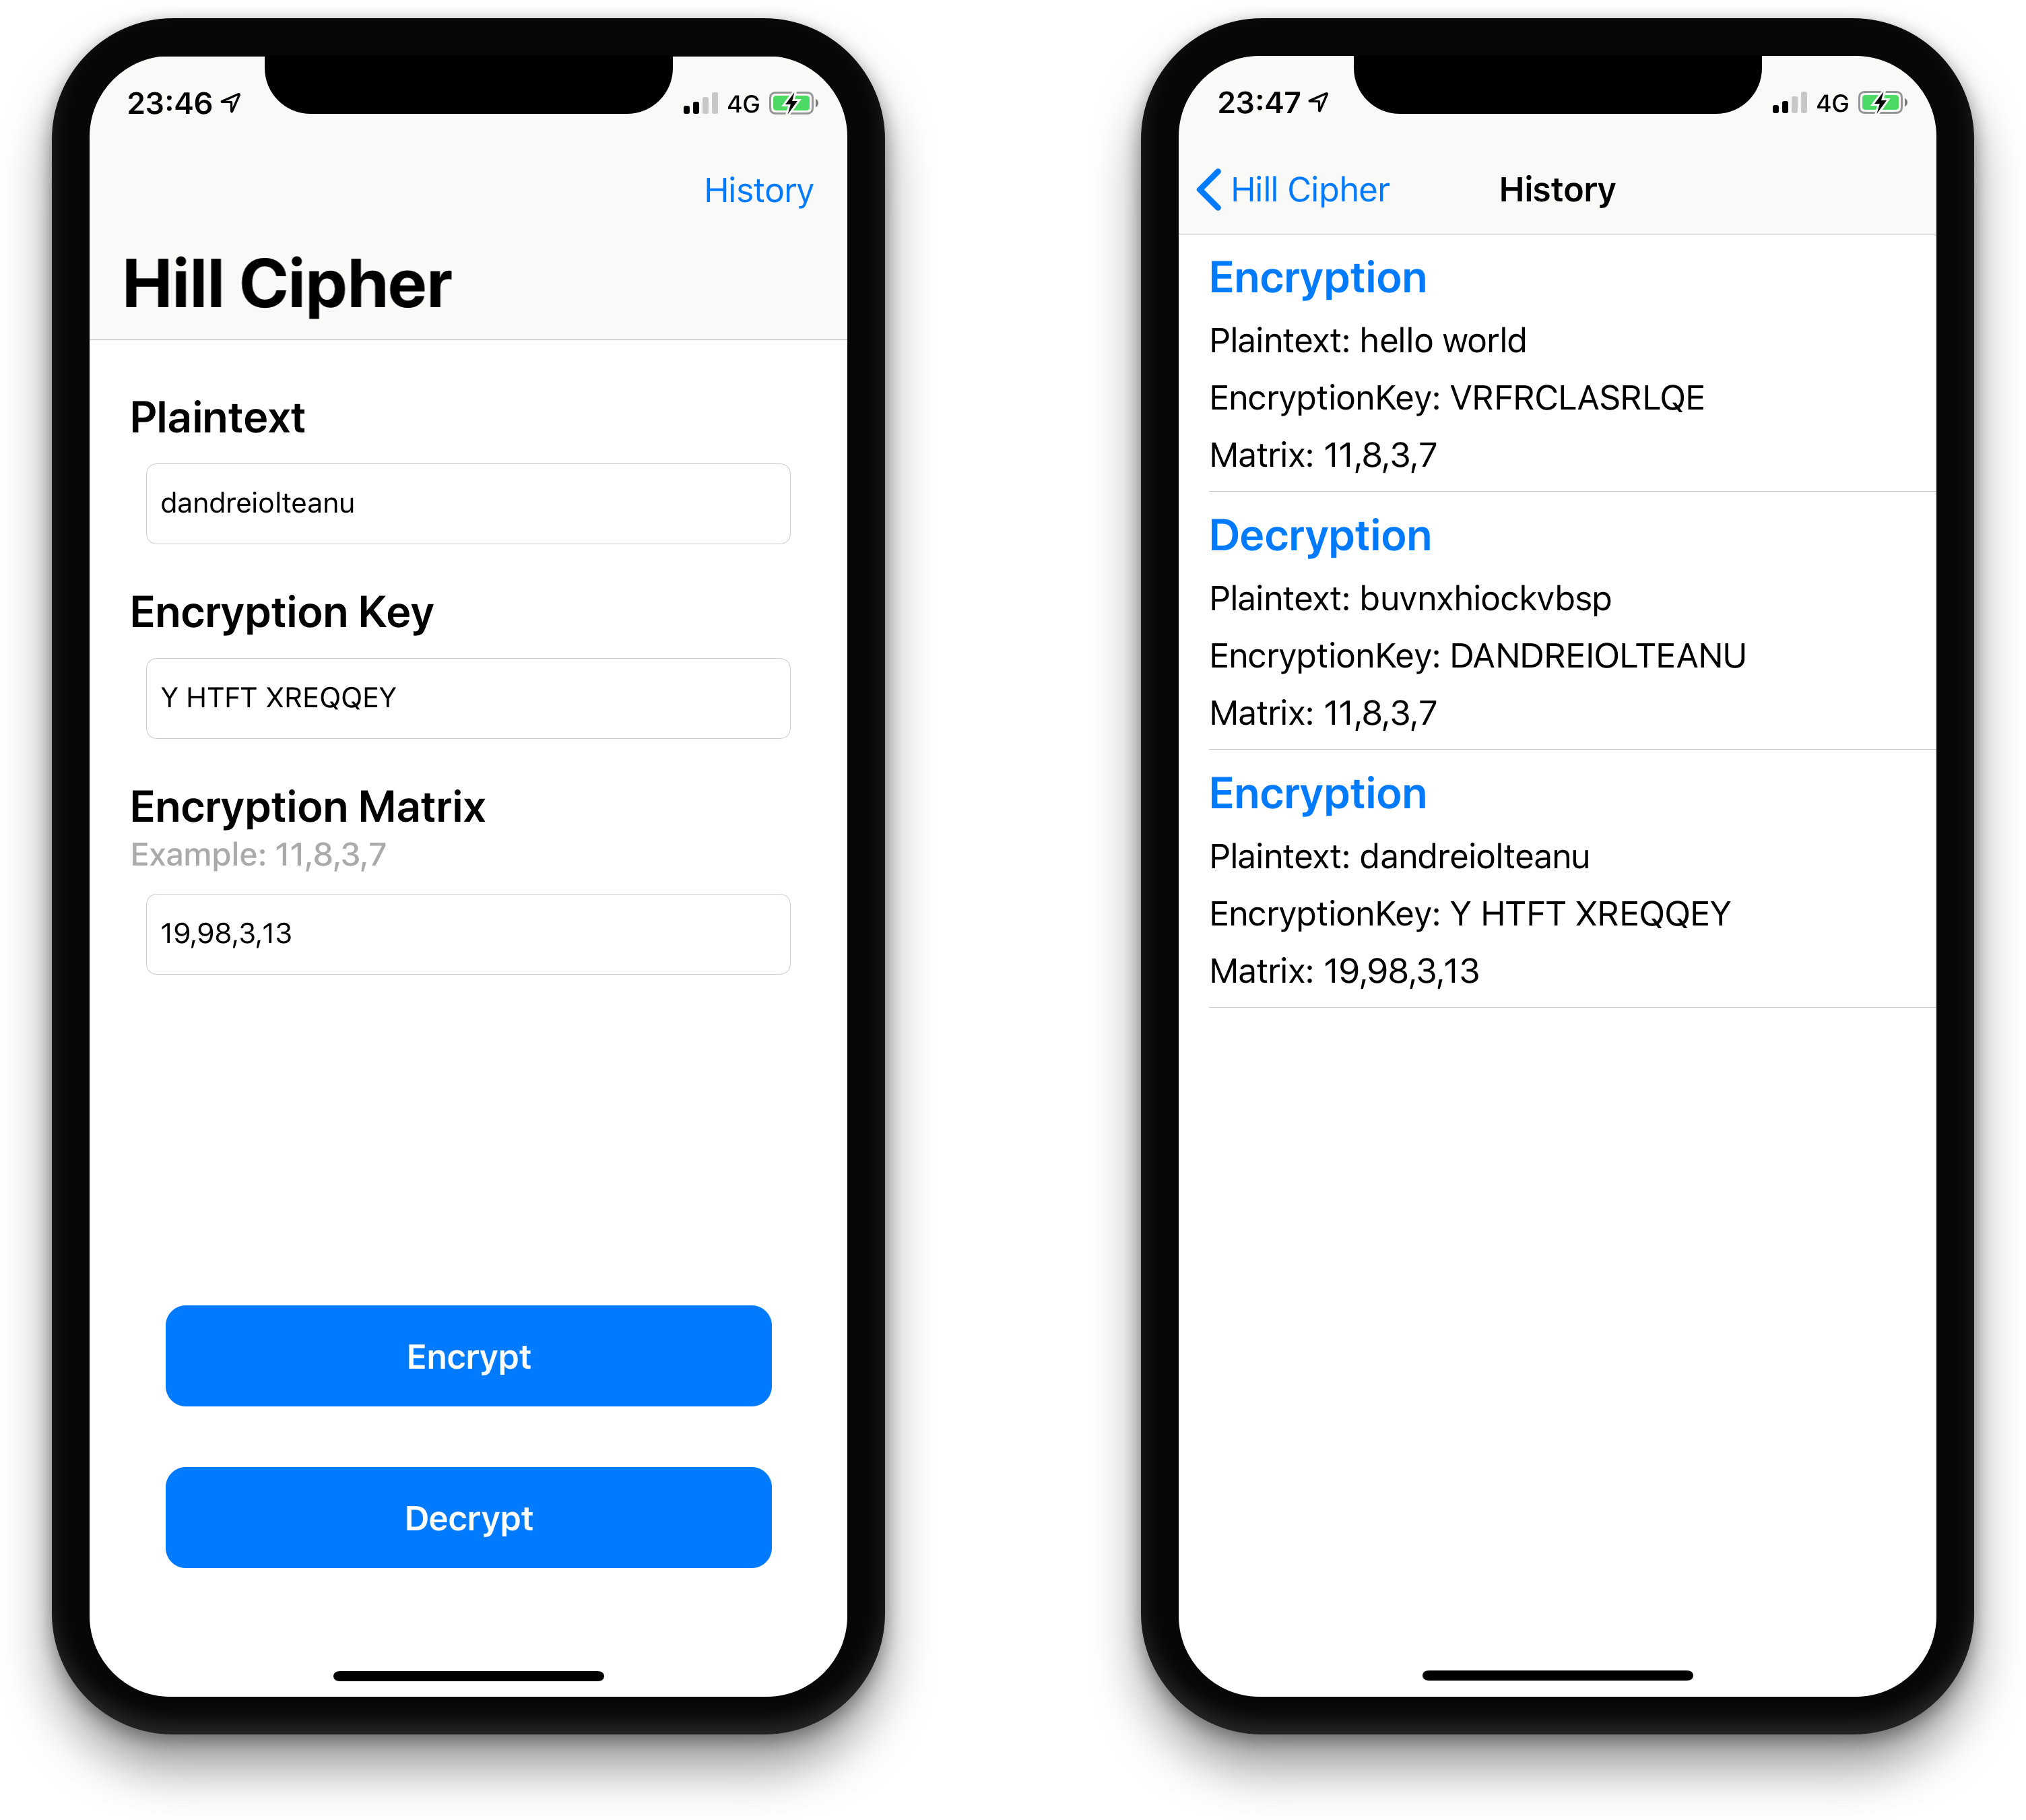 23:46
4G
History
Hill Cipher
Plaintext
dandreiolteanu
Encryption Key
Y HTFT XREQQEY
Encryption Matrix
Example: 11,8,3,7
19,98,3,13
Encrypt
Decrypt
23:47
4G
Hill Cipher
History
Encryption
Plaintext: hello world
EncryptionKey: VRFRCLASRLQE
Matrix: 11,8,3,7
Decryption
Plaintext: buvnxhiockvbsp
EncryptionKey: DANDREIOLTEANU
Matrix: 11,8,3,7
Encryption
Plaintext: dandreiolteanu
EncryptionKey: Y HTFT XREQQEY
Matrix: 19,98,3,13